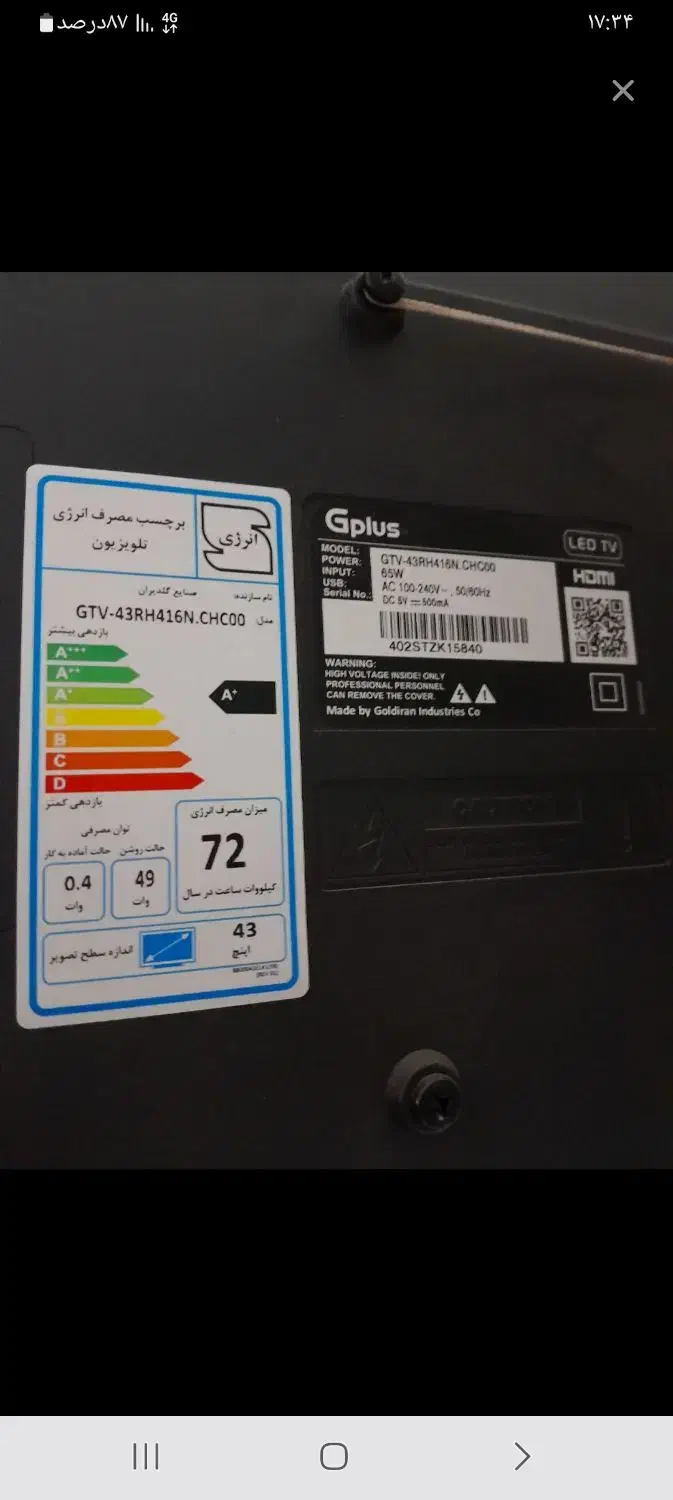 ۱۷:۳۴
۸۷درصد
4G
برچسب مصرف انرژی
تلویزیون
انرژی
نام سازنده: صنایع گلدیران
مدل GTV-43RH416N.CHC00
بازدهی بیشتر
A+++
A++
A+
A
B
C
D
A+
بازدهی کمتر
توان مصرفی
حالت روشن
حالت آماده به کار
49
وات
0.4
وات
میزان مصرف انرژی
72
کیلووات ساعت در سال
43
اینچ
اندازه سطح تصویر
Gplus
LED TV
HDMI
MODEL: GTV-43RH416N.CHC00
POWER: 65W
INPUT: AC 100-240V~, 50/60Hz
USB: DC 5V ⎓ 500mA
Serial No.:
402STZK15840
WARNING:
HIGH VOLTAGE INSIDE! ONLY
PROFESSIONAL PERSONNEL
CAN REMOVE THE COVER.
Made by Goldiran Industries Co
CAUTION